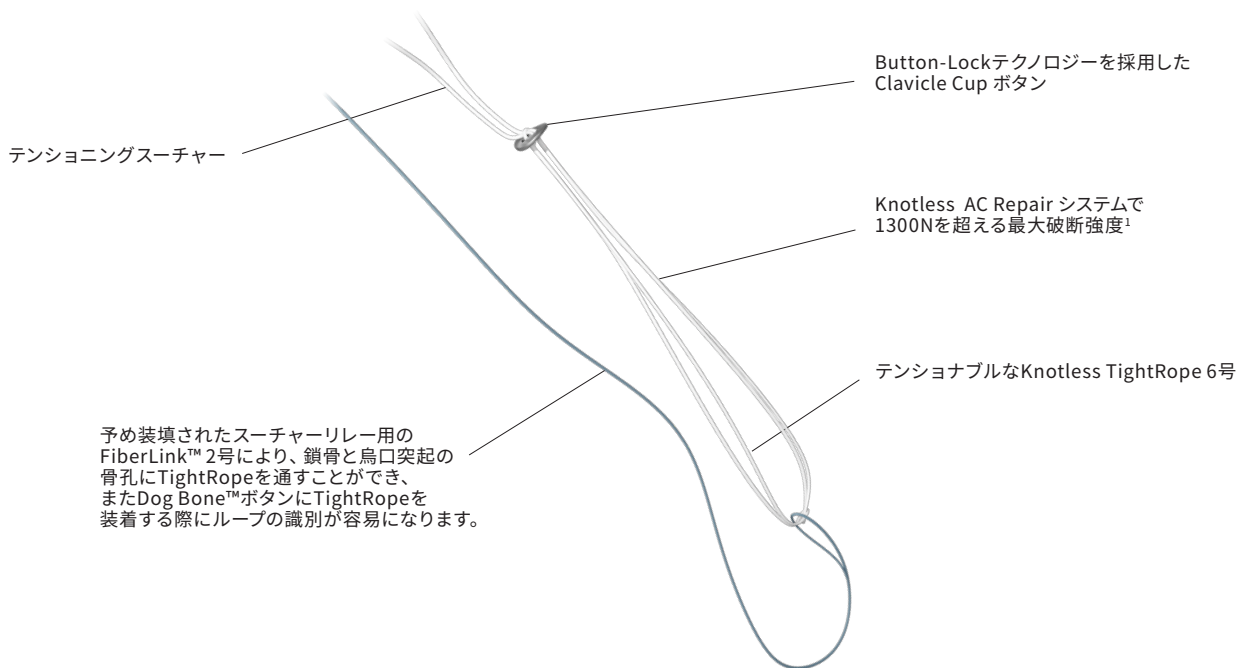 Button-Lockテクノロジーを採用した
Clavicle Cup ボタン
テンショニングスーチャー
Knotless AC Repair システムで
1300Nを超える最大破断強度¹
テンショナブルなKnotless TightRope 6号
予め装填されたスーチャーリレー用の
FiberLink™ 2号により、鎖骨と烏口突起の
骨孔にTightRopeを通すことができ、
またDog Bone™ボタンにTightRopeを
装着する際にループの識別が容易になります。